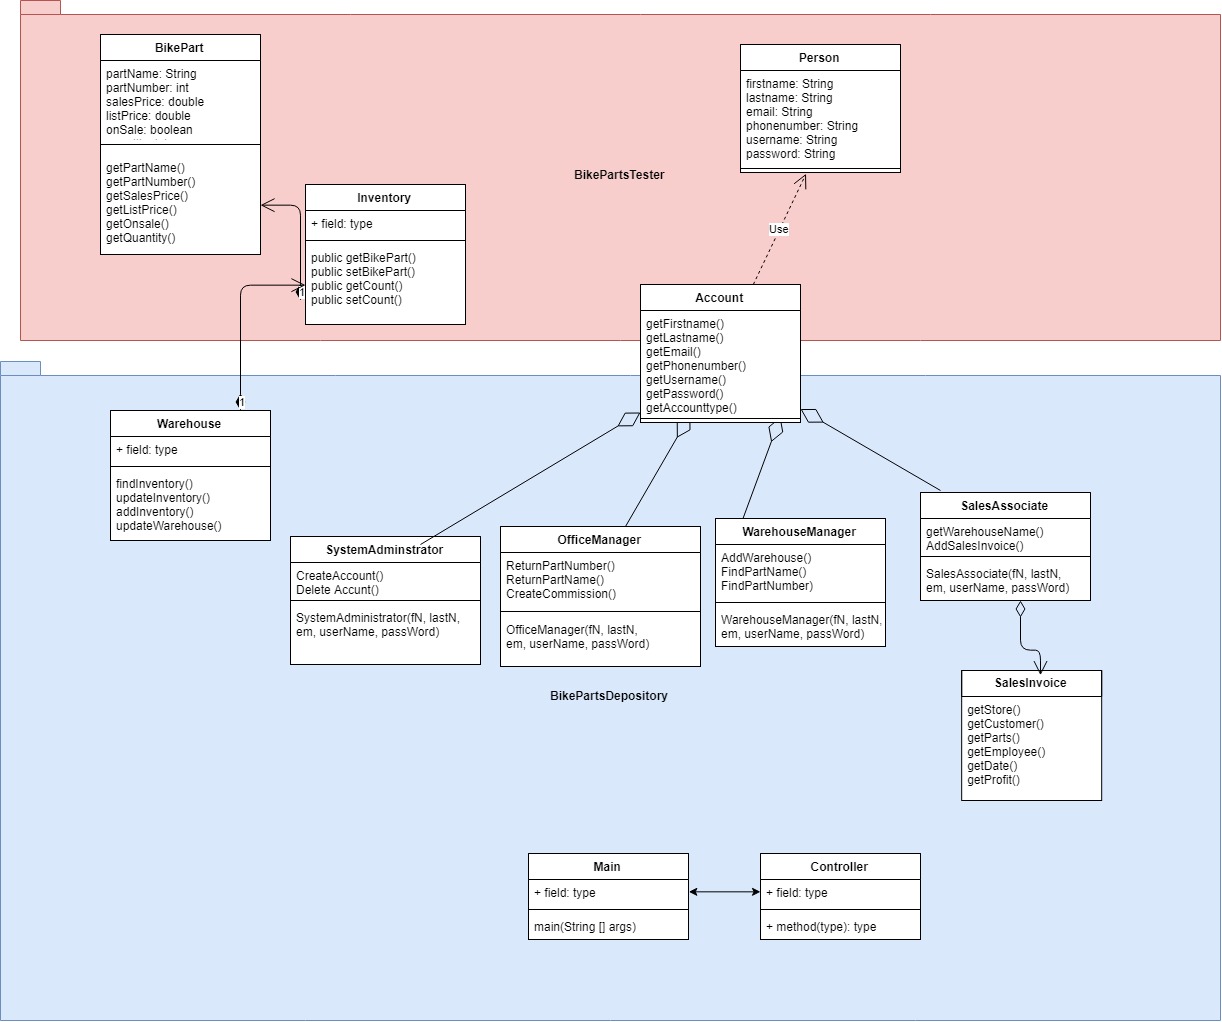 BikePart
partName: String
partNumber: int
salesPrice: double
listPrice: double
onSale: boolean
getPartName()
getPartNumber()
getSalesPrice()
getListPrice()
getOnsale()
getQuantity()
Inventory
+ field: type
public getBikePart()
public setBikePart()
public getCount()
public setCount()
1
BikePartsTester
Person
firstname: String
lastname: String
email: String
phonenumber: String
username: String
password: String
Use
Account
getFirstname()
getLastname()
getEmail()
getPhonenumber()
getUsername()
getPassword()
getAccounttype()
1
Warehouse
+ field: type
findInventory()
updateInventory()
addInventory()
updateWarehouse()
SystemAdminstrator
CreateAccount()
Delete Accunt()
SystemAdministrator(fN, lastN,
em, userName, passWord)
OfficeManager
ReturnPartNumber()
ReturnPartName()
CreateCommission()
OfficeManager(fN, lastN,
em, userName, passWord)
WarehouseManager
AddWarehouse()
FindPartName()
FindPartNumber)
WarehouseManager(fN, lastN,
em, userName, passWord)
SalesAssociate
getWarehouseName()
AddSalesInvoice()
SalesAssociate(fN, lastN,
em, userName, passWord)
SalesInvoice
getStore()
getCustomer()
getParts()
getEmployee()
getDate()
getProfit()
BikePartsDepository
Main
+ field: type
main(String [] args)
Controller
+ field: type
+ method(type): type